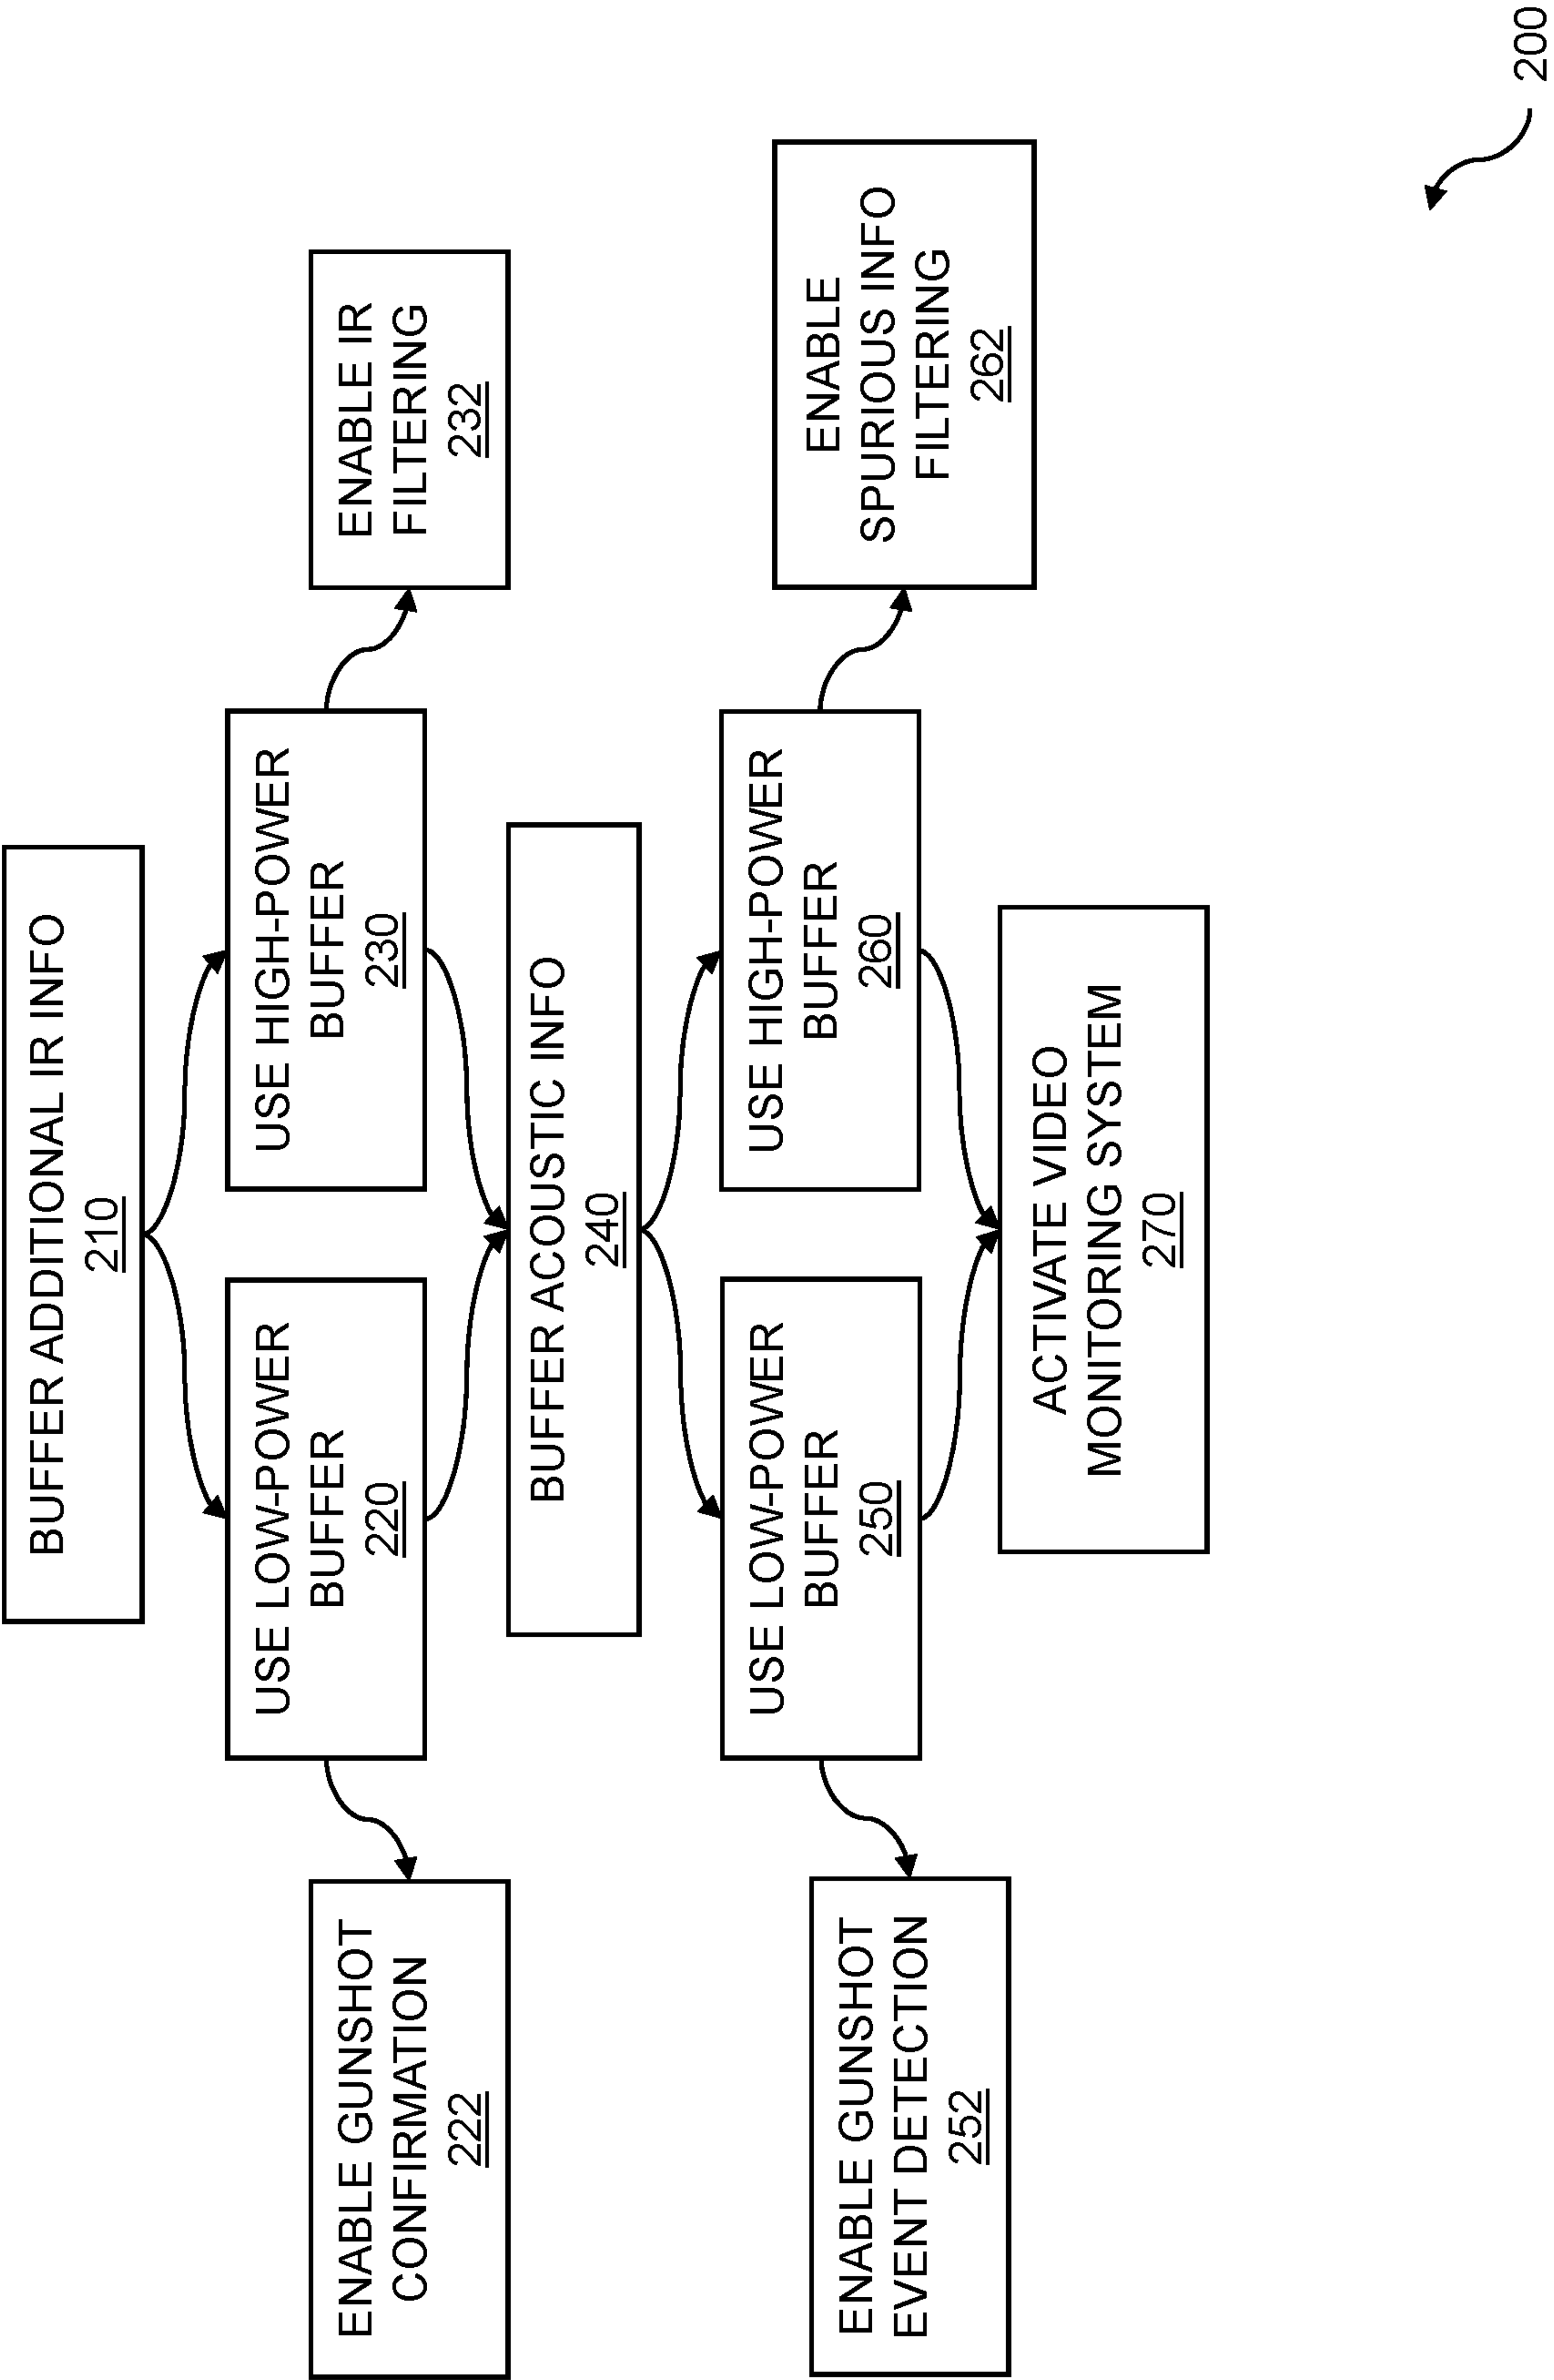 BUFFER ADDITIONAL IR INFO
210
USE LOW-POWER
BUFFER
220
USE HIGH-POWER
BUFFER
230
ENABLE GUNSHOT
CONFIRMATION
222
ENABLE IR
FILTERING
232
BUFFER ACOUSTIC INFO
240
USE LOW-POWER
BUFFER
250
USE HIGH-POWER
BUFFER
260
ENABLE GUNSHOT
EVENT DETECTION
252
ENABLE
SPURIOUS INFO
FILTERING
262
ACTIVATE VIDEO
MONITORING SYSTEM
270
200